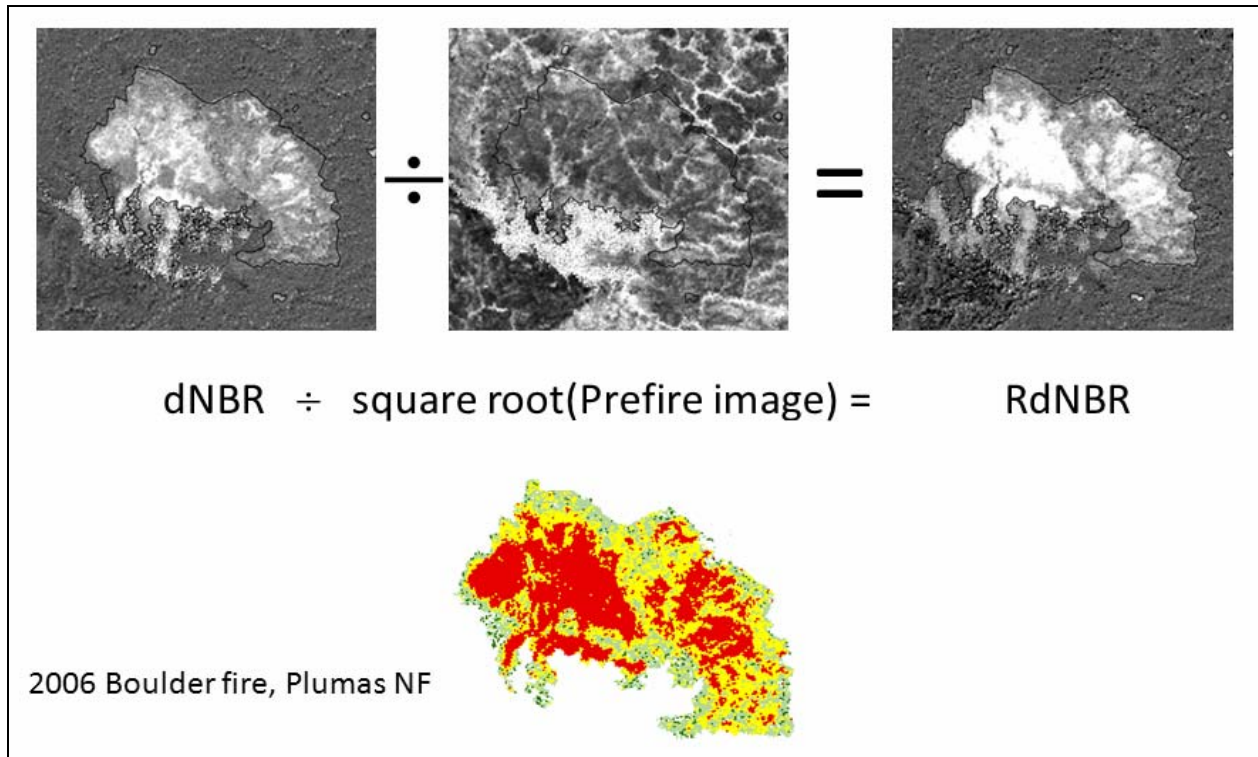 ÷ =
dNBR ÷ square root(Prefire image) = RdNBR
2006 Boulder fire, Plumas NF